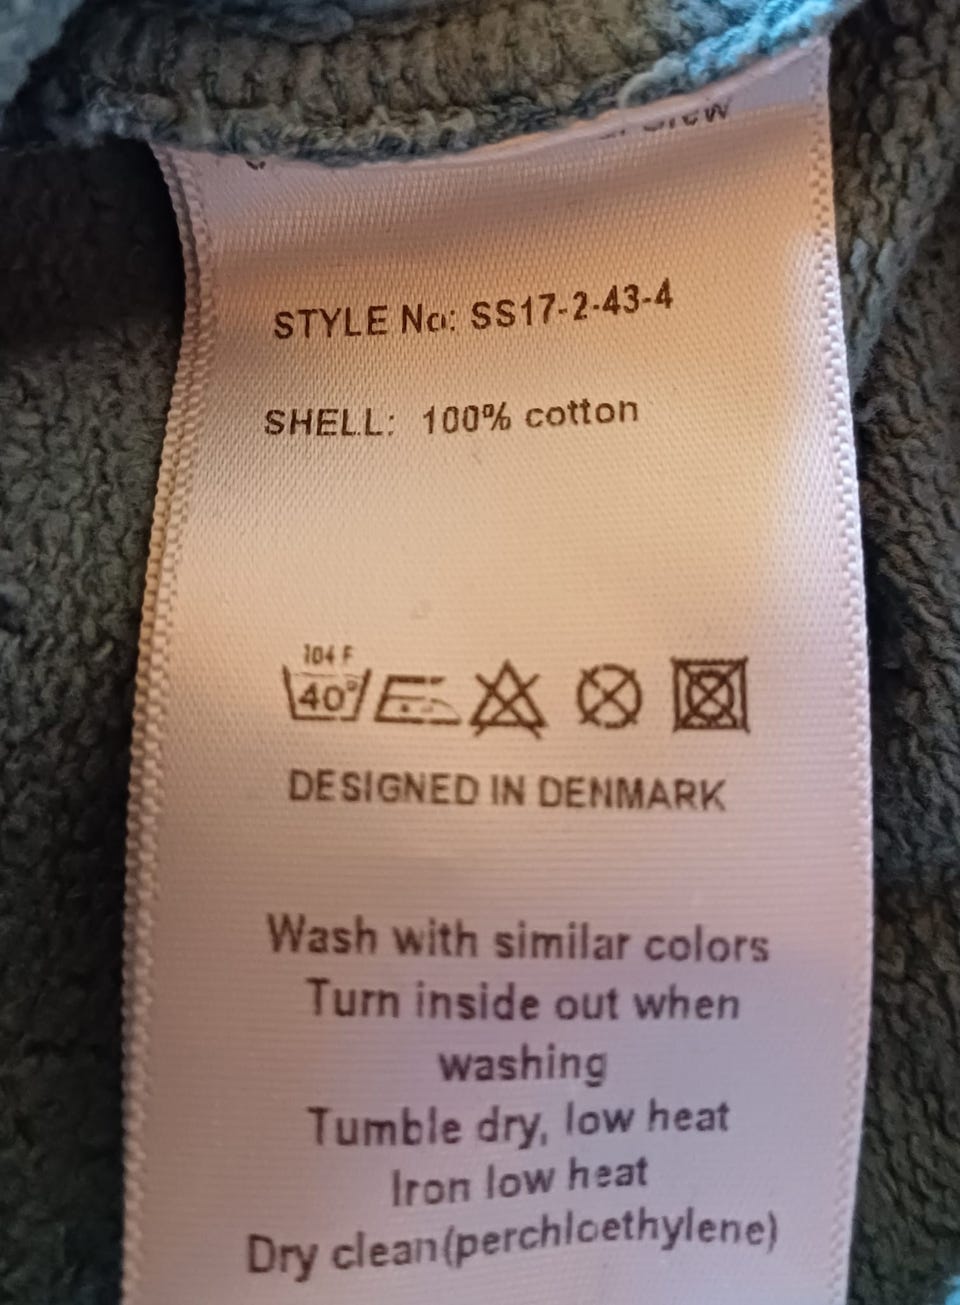 STYLE No: SS17-2-43-4
SHELL: 100% cotton
104 F
40°
DESIGNED IN DENMARK
Wash with similar colors
Turn inside out when
washing
Tumble dry, low heat
Iron low heat
Dry clean(perchloethylene)